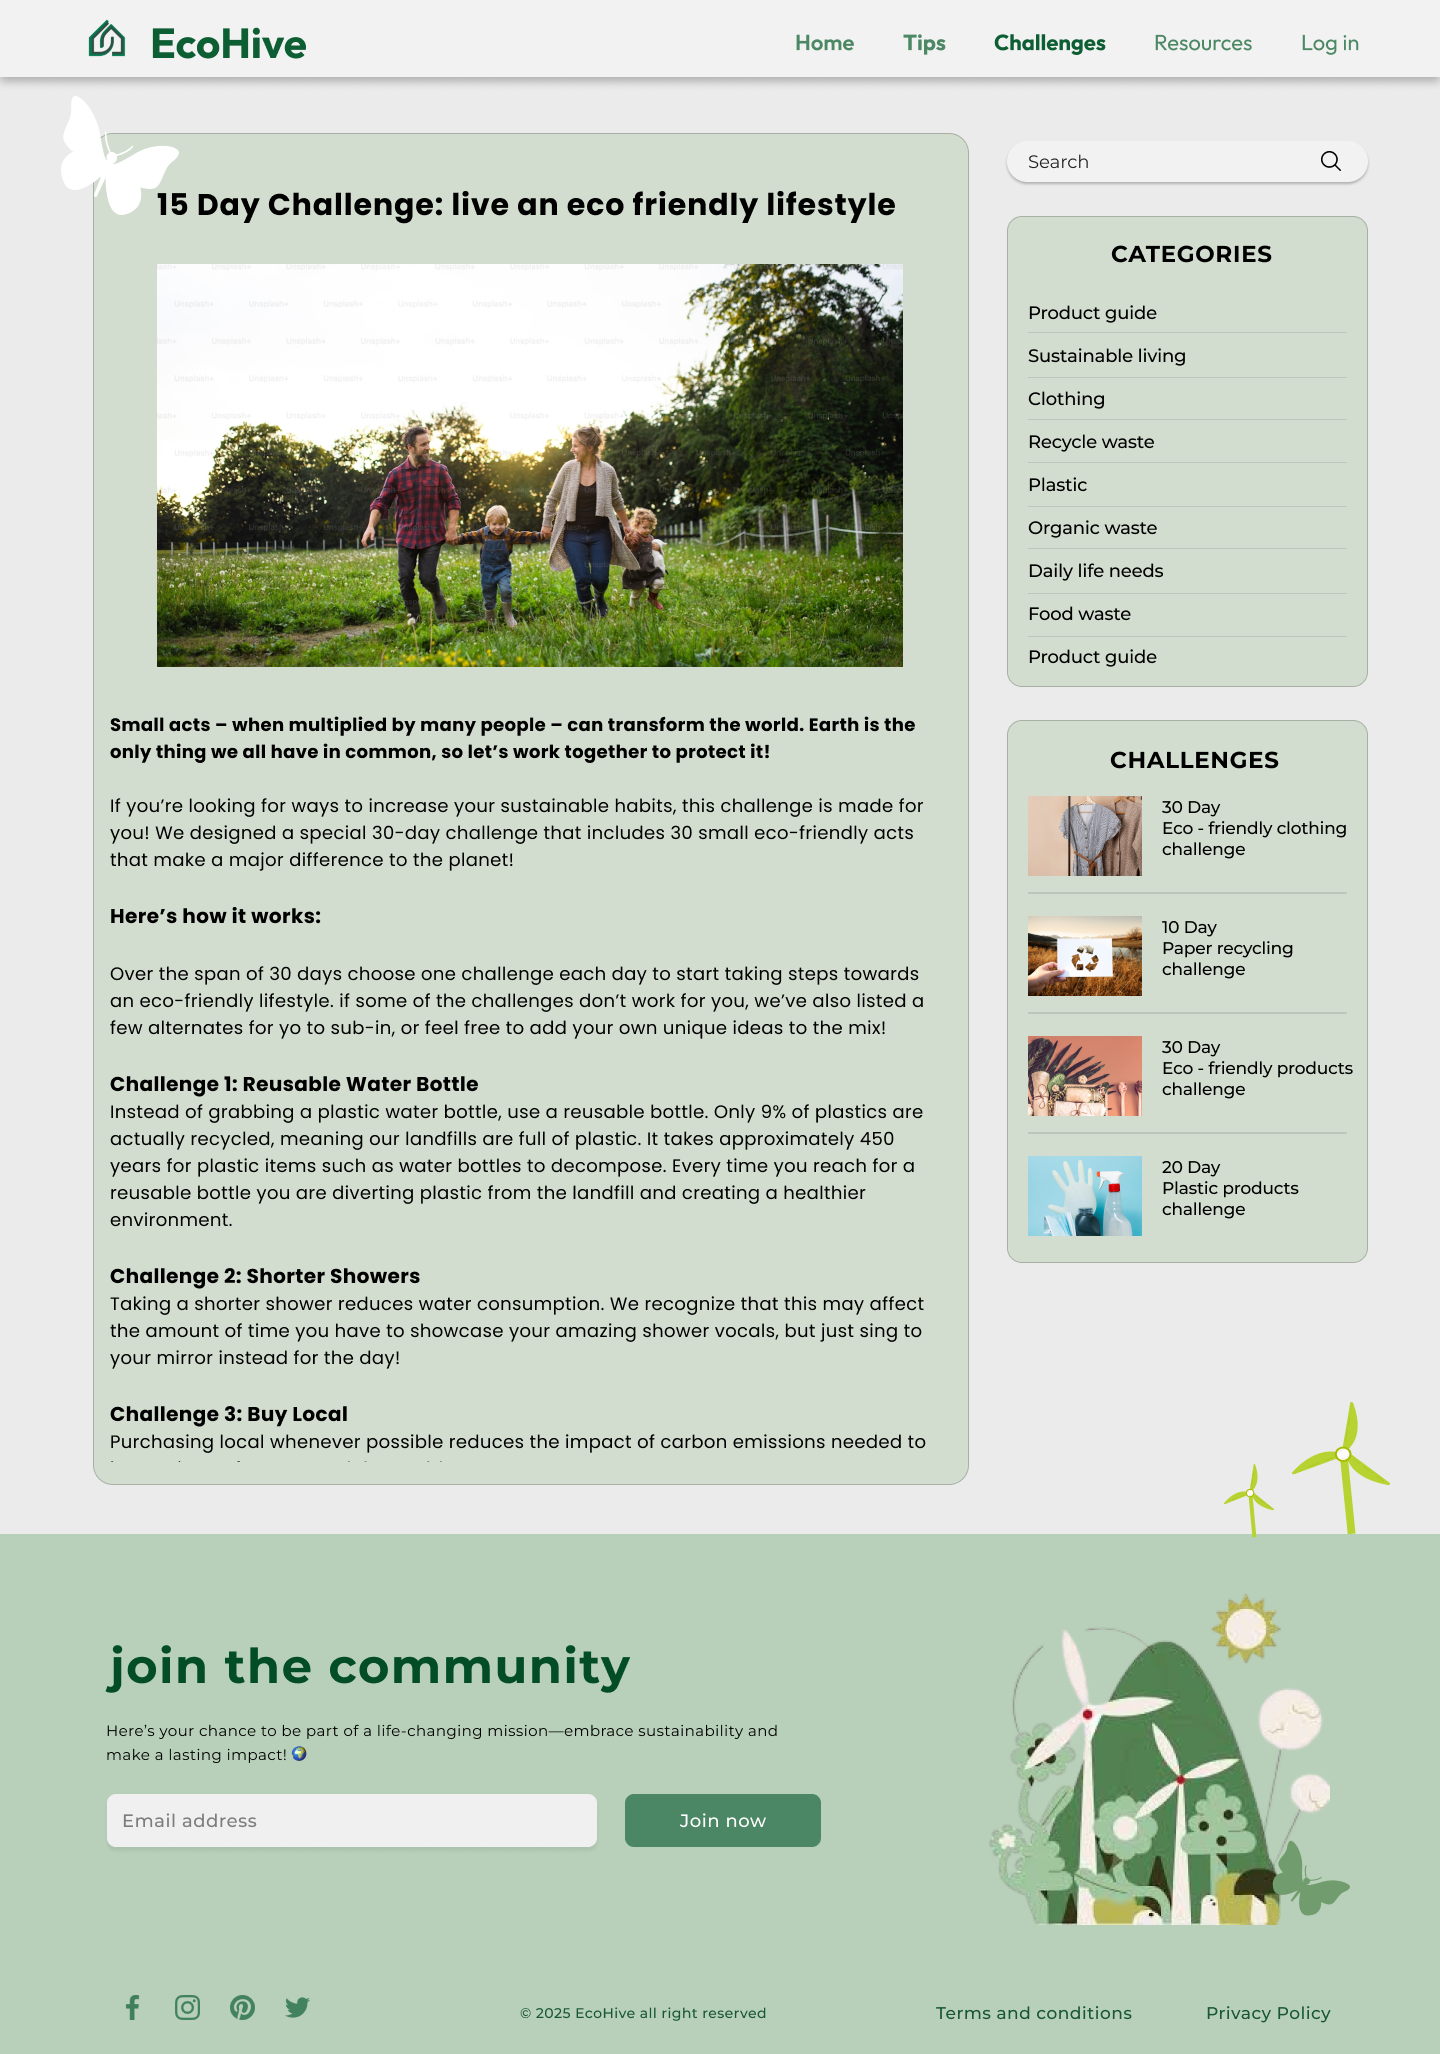 EcoHive
Home
Tips
Challenges
Resources
Log in
15 Day Challenge: live an eco friendly lifestyle
Small acts – when multiplied by many people – can transform the world. Earth is the
only thing we all have in common, so let’s work together to protect it!
If you’re looking for ways to increase your sustainable habits, this challenge is made for
you! We designed a special 30-day challenge that includes 30 small eco-friendly acts
that make a major difference to the planet!
Here’s how it works:
Over the span of 30 days choose one challenge each day to start taking steps towards
an eco-friendly lifestyle. if some of the challenges don’t work for you, we’ve also listed a
few alternates for yo to sub-in, or feel free to add your own unique ideas to the mix!
Challenge 1: Reusable Water Bottle
Instead of grabbing a plastic water bottle, use a reusable bottle. Only 9% of plastics are
actually recycled, meaning our landfills are full of plastic. It takes approximately 450
years for plastic items such as water bottles to decompose. Every time you reach for a
reusable bottle you are diverting plastic from the landfill and creating a healthier
environment.
Challenge 2: Shorter Showers
Taking a shorter shower reduces water consumption. We recognize that this may affect
the amount of time you have to showcase your amazing shower vocals, but just sing to
your mirror instead for the day!
Challenge 3: Buy Local
Purchasing local whenever possible reduces the impact of carbon emissions needed to
Search
CATEGORIES
Product guide
Sustainable living
Clothing
Recycle waste
Plastic
Organic waste
Daily life needs
Food waste
Product guide
CHALLENGES
30 Day
Eco - friendly clothing
challenge
10 Day
Paper recycling
challenge
30 Day
Eco - friendly products
challenge
20 Day
Plastic products
challenge
join the community
Here’s your chance to be part of a life-changing mission—embrace sustainability and
make a lasting impact! 🌍
Email address
Join now
© 2025 EcoHive all right reserved
Terms and conditions
Privacy Policy